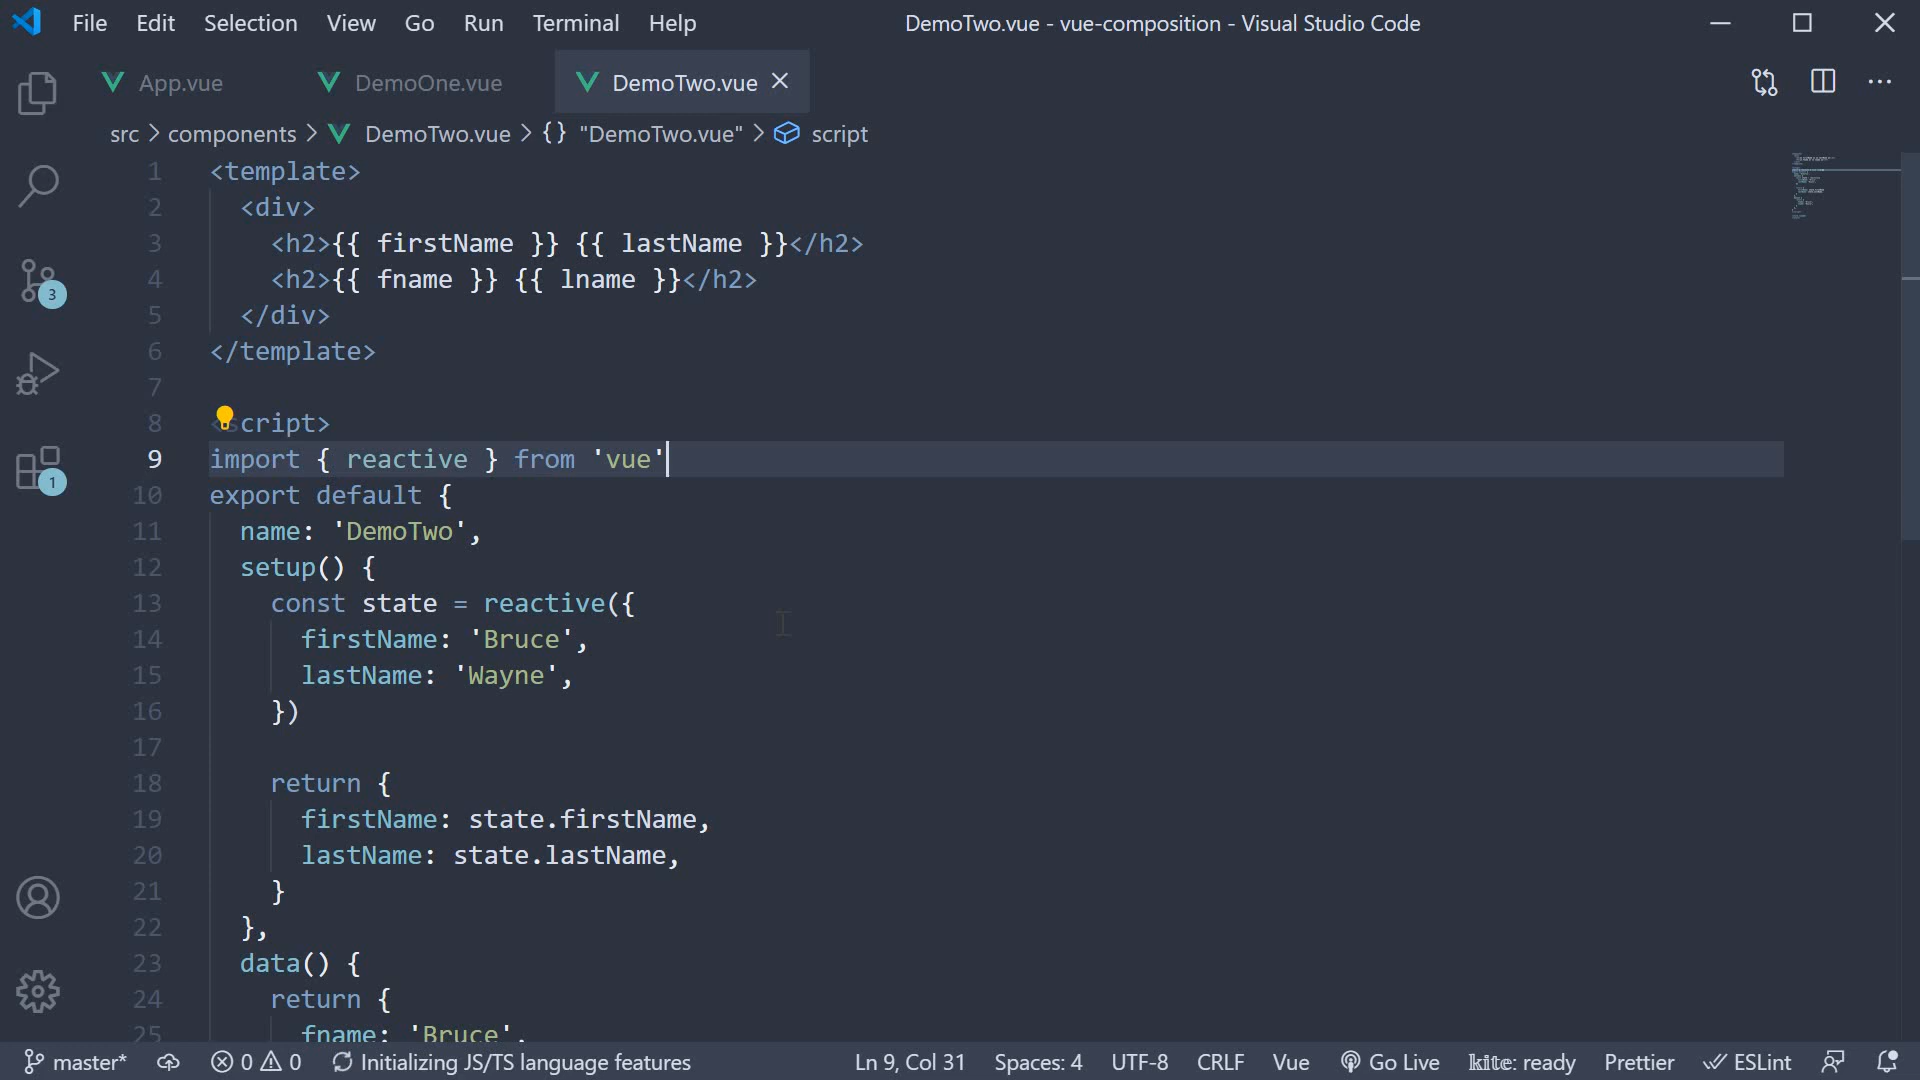 File Edit Selection View Go Run Terminal Help DemoTwo.vue - vue-composition - Visual Studio Code
App.vue DemoOne.vue DemoTwo.vue
src > components > DemoTwo.vue > {} "DemoTwo.vue" > script
1 <template>
2 <div>
3 <h2>{{ firstName }} {{ lastName }}</h2>
4 <h2>{{ fname }} {{ lname }}</h2>
5 </div>
6 </template>
7
8 <script>
9 import { reactive } from 'vue'
10 export default {
11 name: 'DemoTwo',
12 setup() {
13 const state = reactive({
14 firstName: 'Bruce',
15 lastName: 'Wayne',
16 })
17
18 return {
19 firstName: state.firstName,
20 lastName: state.lastName,
21 }
22 },
23 data() {
24 return {
25 fname: 'Bruce',
3
1
master* 0 0 Initializing JS/TS language features Ln 9, Col 31 Spaces: 4 UTF-8 CRLF Vue Go Live kite: ready Prettier ESLint